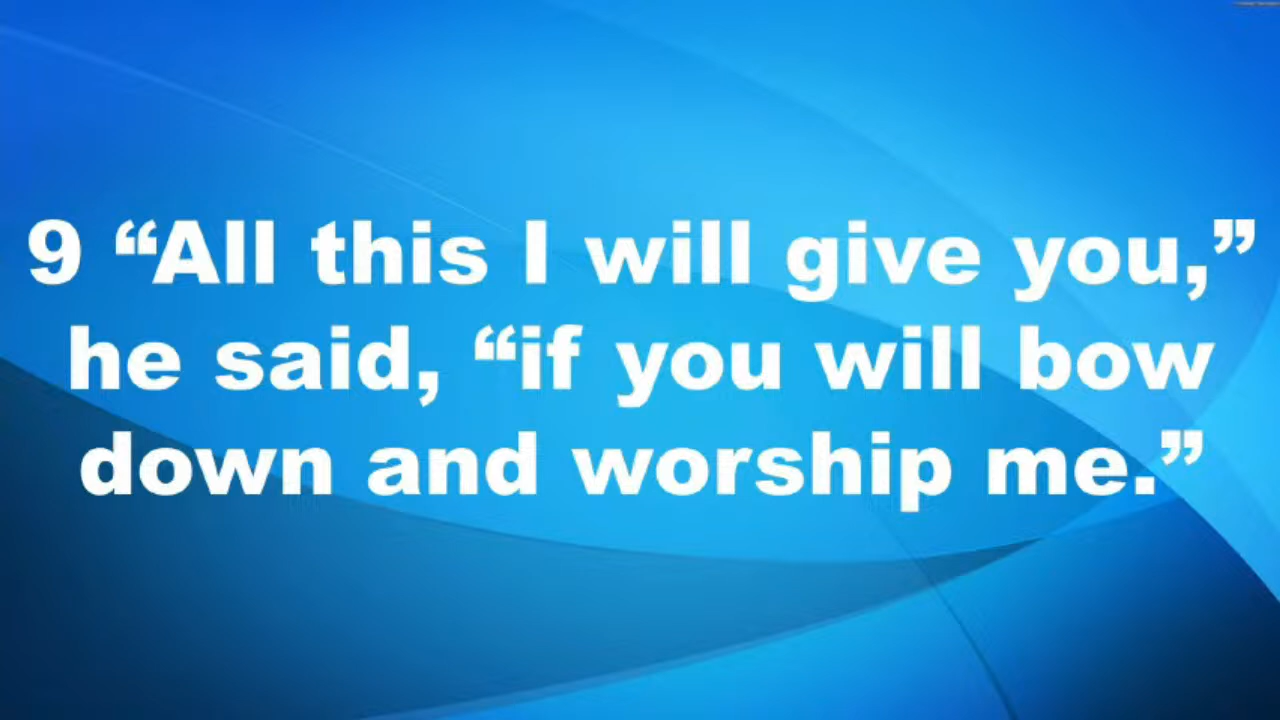 9 “All this I will give you,”
he said, “if you will bow
down and worship me.”